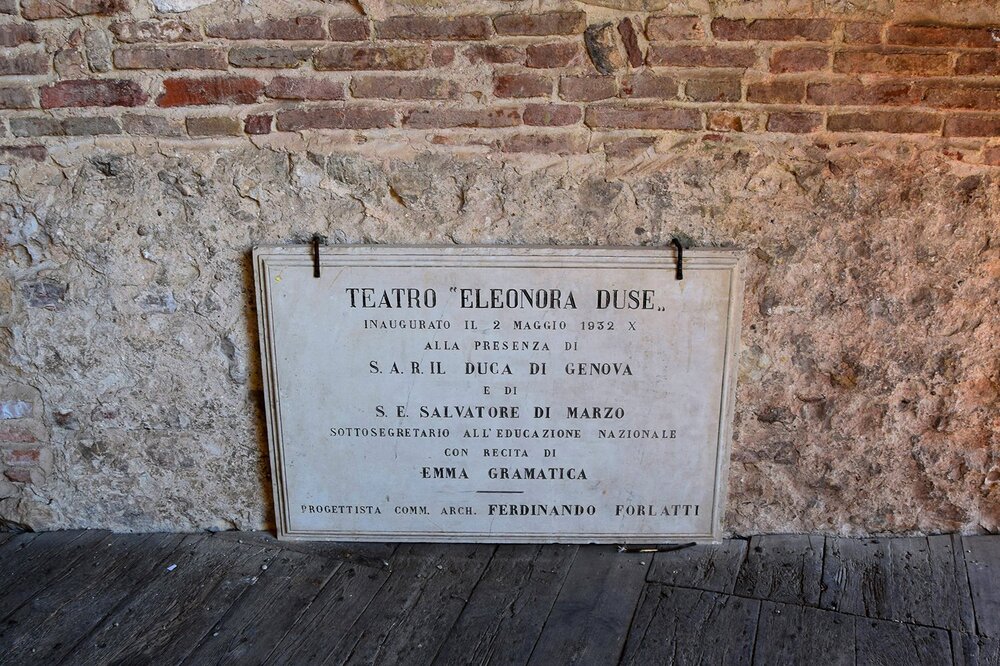 TEATRO "ELEONORA DUSE„
INAUGURATO IL 2 MAGGIO 1932 X
ALLA PRESENZA DI
S. A. R. IL DUCA DI GENOVA
E DI
S. E. SALVATORE DI MARZO
SOTTOSEGRETARIO ALL'EDUCAZIONE NAZIONALE
CON RECITA DI
EMMA GRAMATICA
PROGETTISTA COMM. ARCH. FERDINANDO FORLATTI